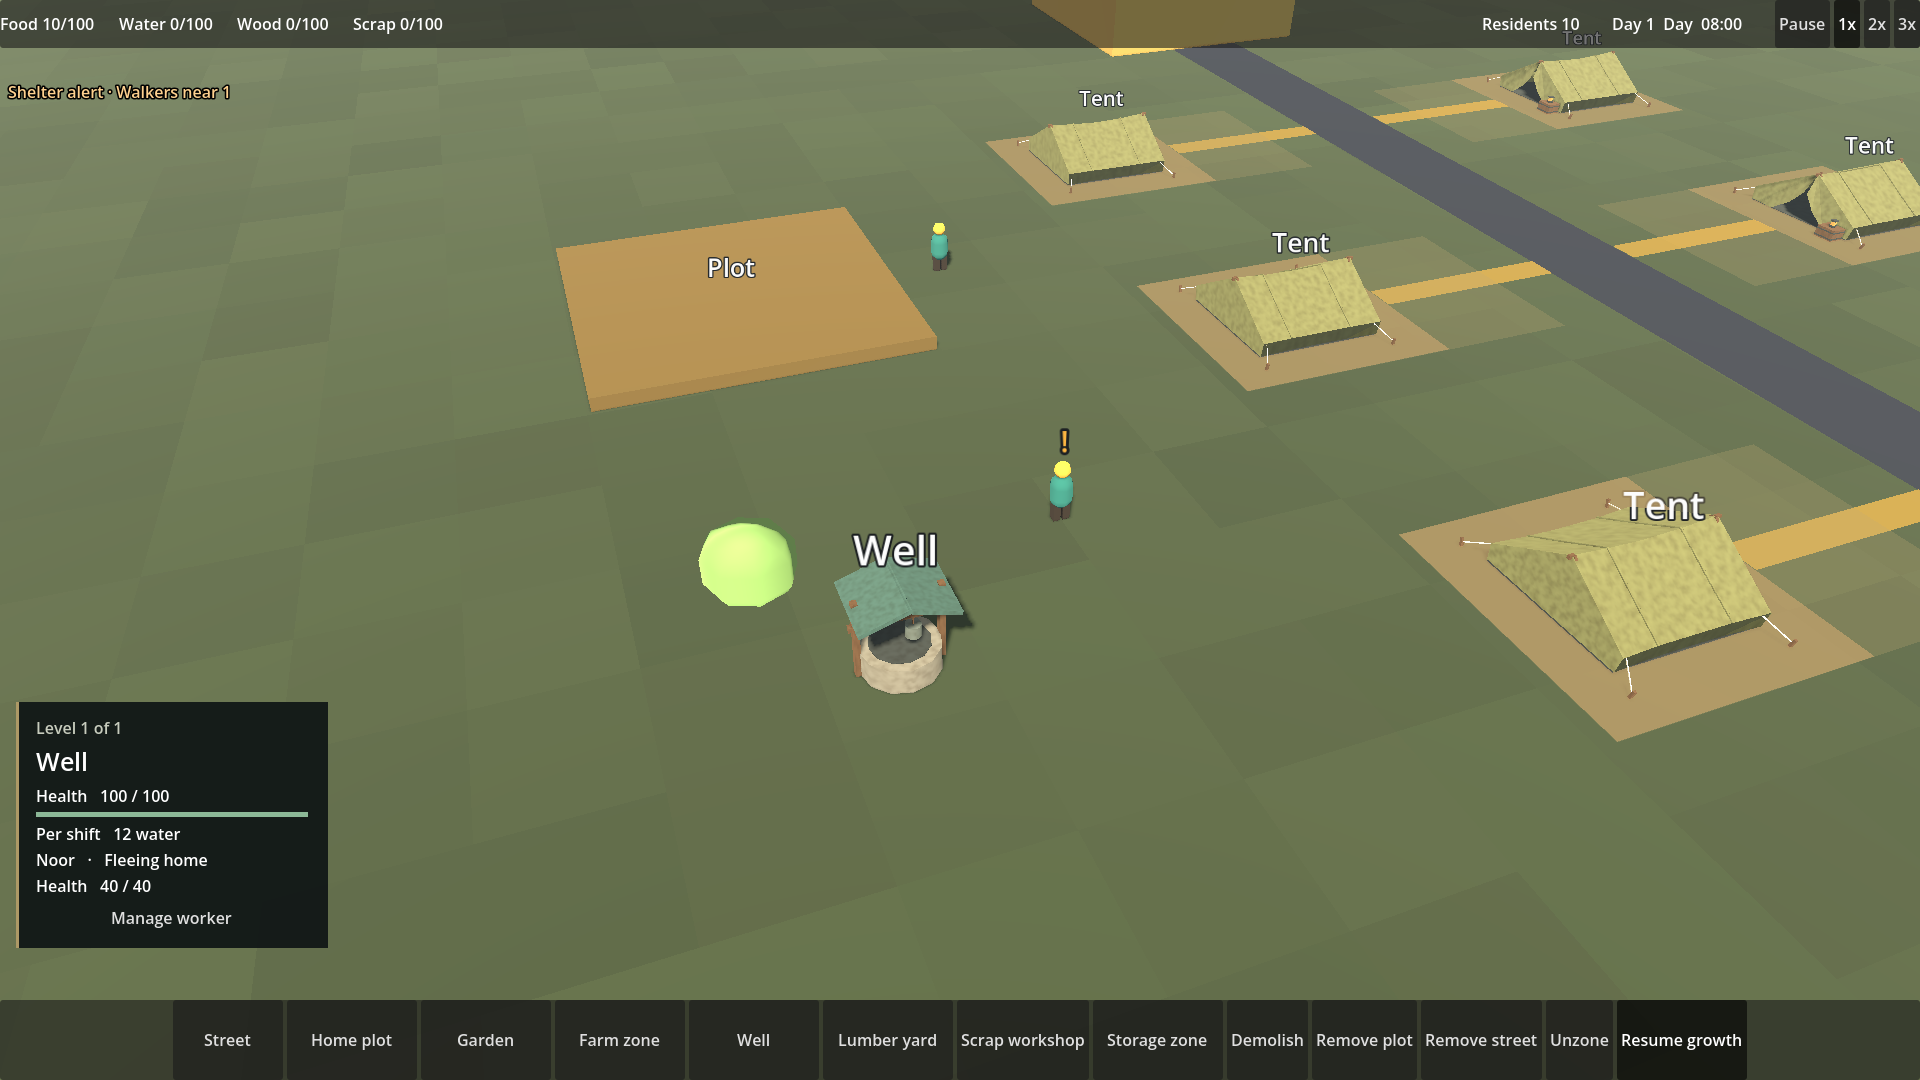 Food 10/100 Water 0/100 Wood 0/100 Scrap 0/100 Residents 10 Day 1 Day 08:00 Pause 1x 2x 3x
Tent
Shelter alert · Walkers near 1
Tent
Tent
Tent
Plot
!
Tent
Well
Level 1 of 1
Well
Health 100 / 100
Per shift 12 water
Noor · Fleeing home
Health 40 / 40
Manage worker
Street Home plot Garden Farm zone Well Lumber yard Scrap workshop Storage zone Demolish Remove plot Remove street Unzone Resume growth